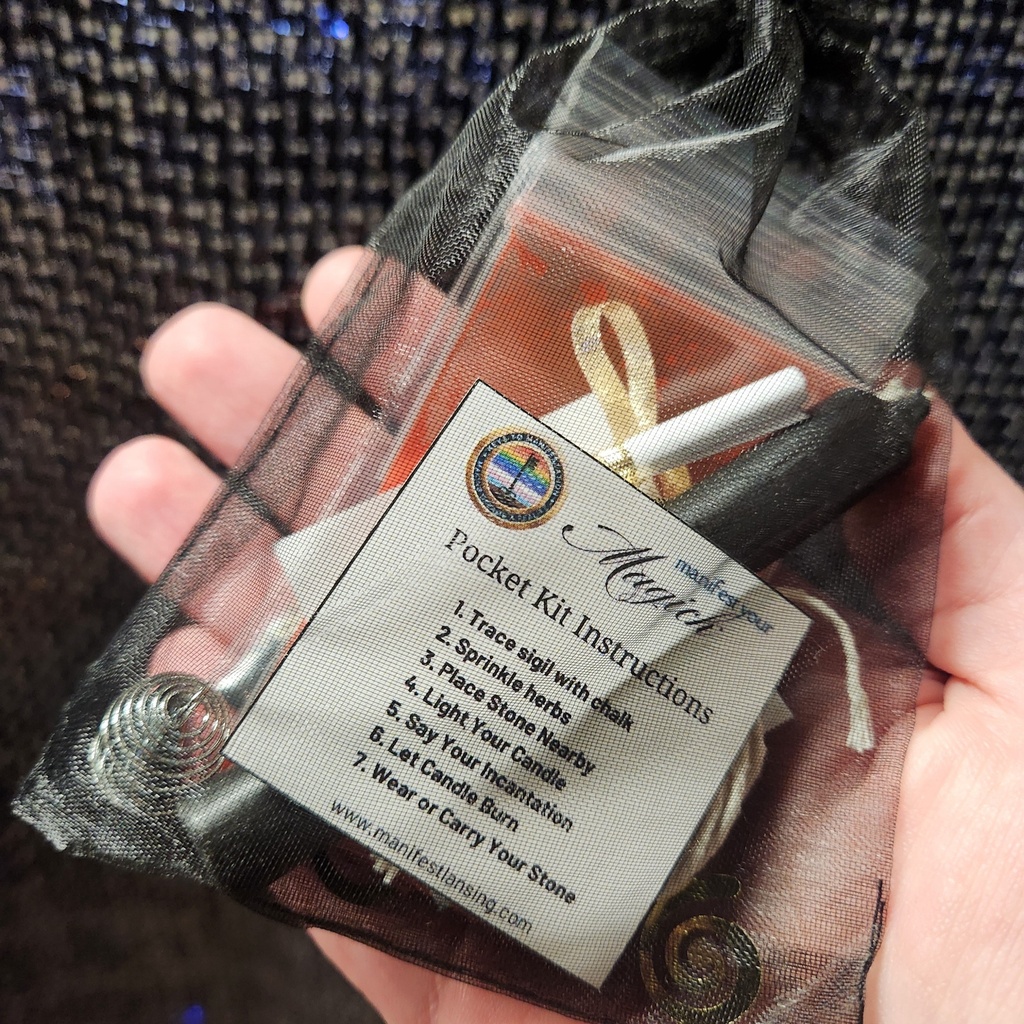 manifest your
Magick
Pocket Kit Instructions
1. Trace sigil with chalk
2. Sprinkle herbs
3. Place Stone Nearby
4. Light Your Candle
5. Say Your Incantation
6. Let Candle Burn
7. Wear or Carry Your Stone
www.manifestlansing.com